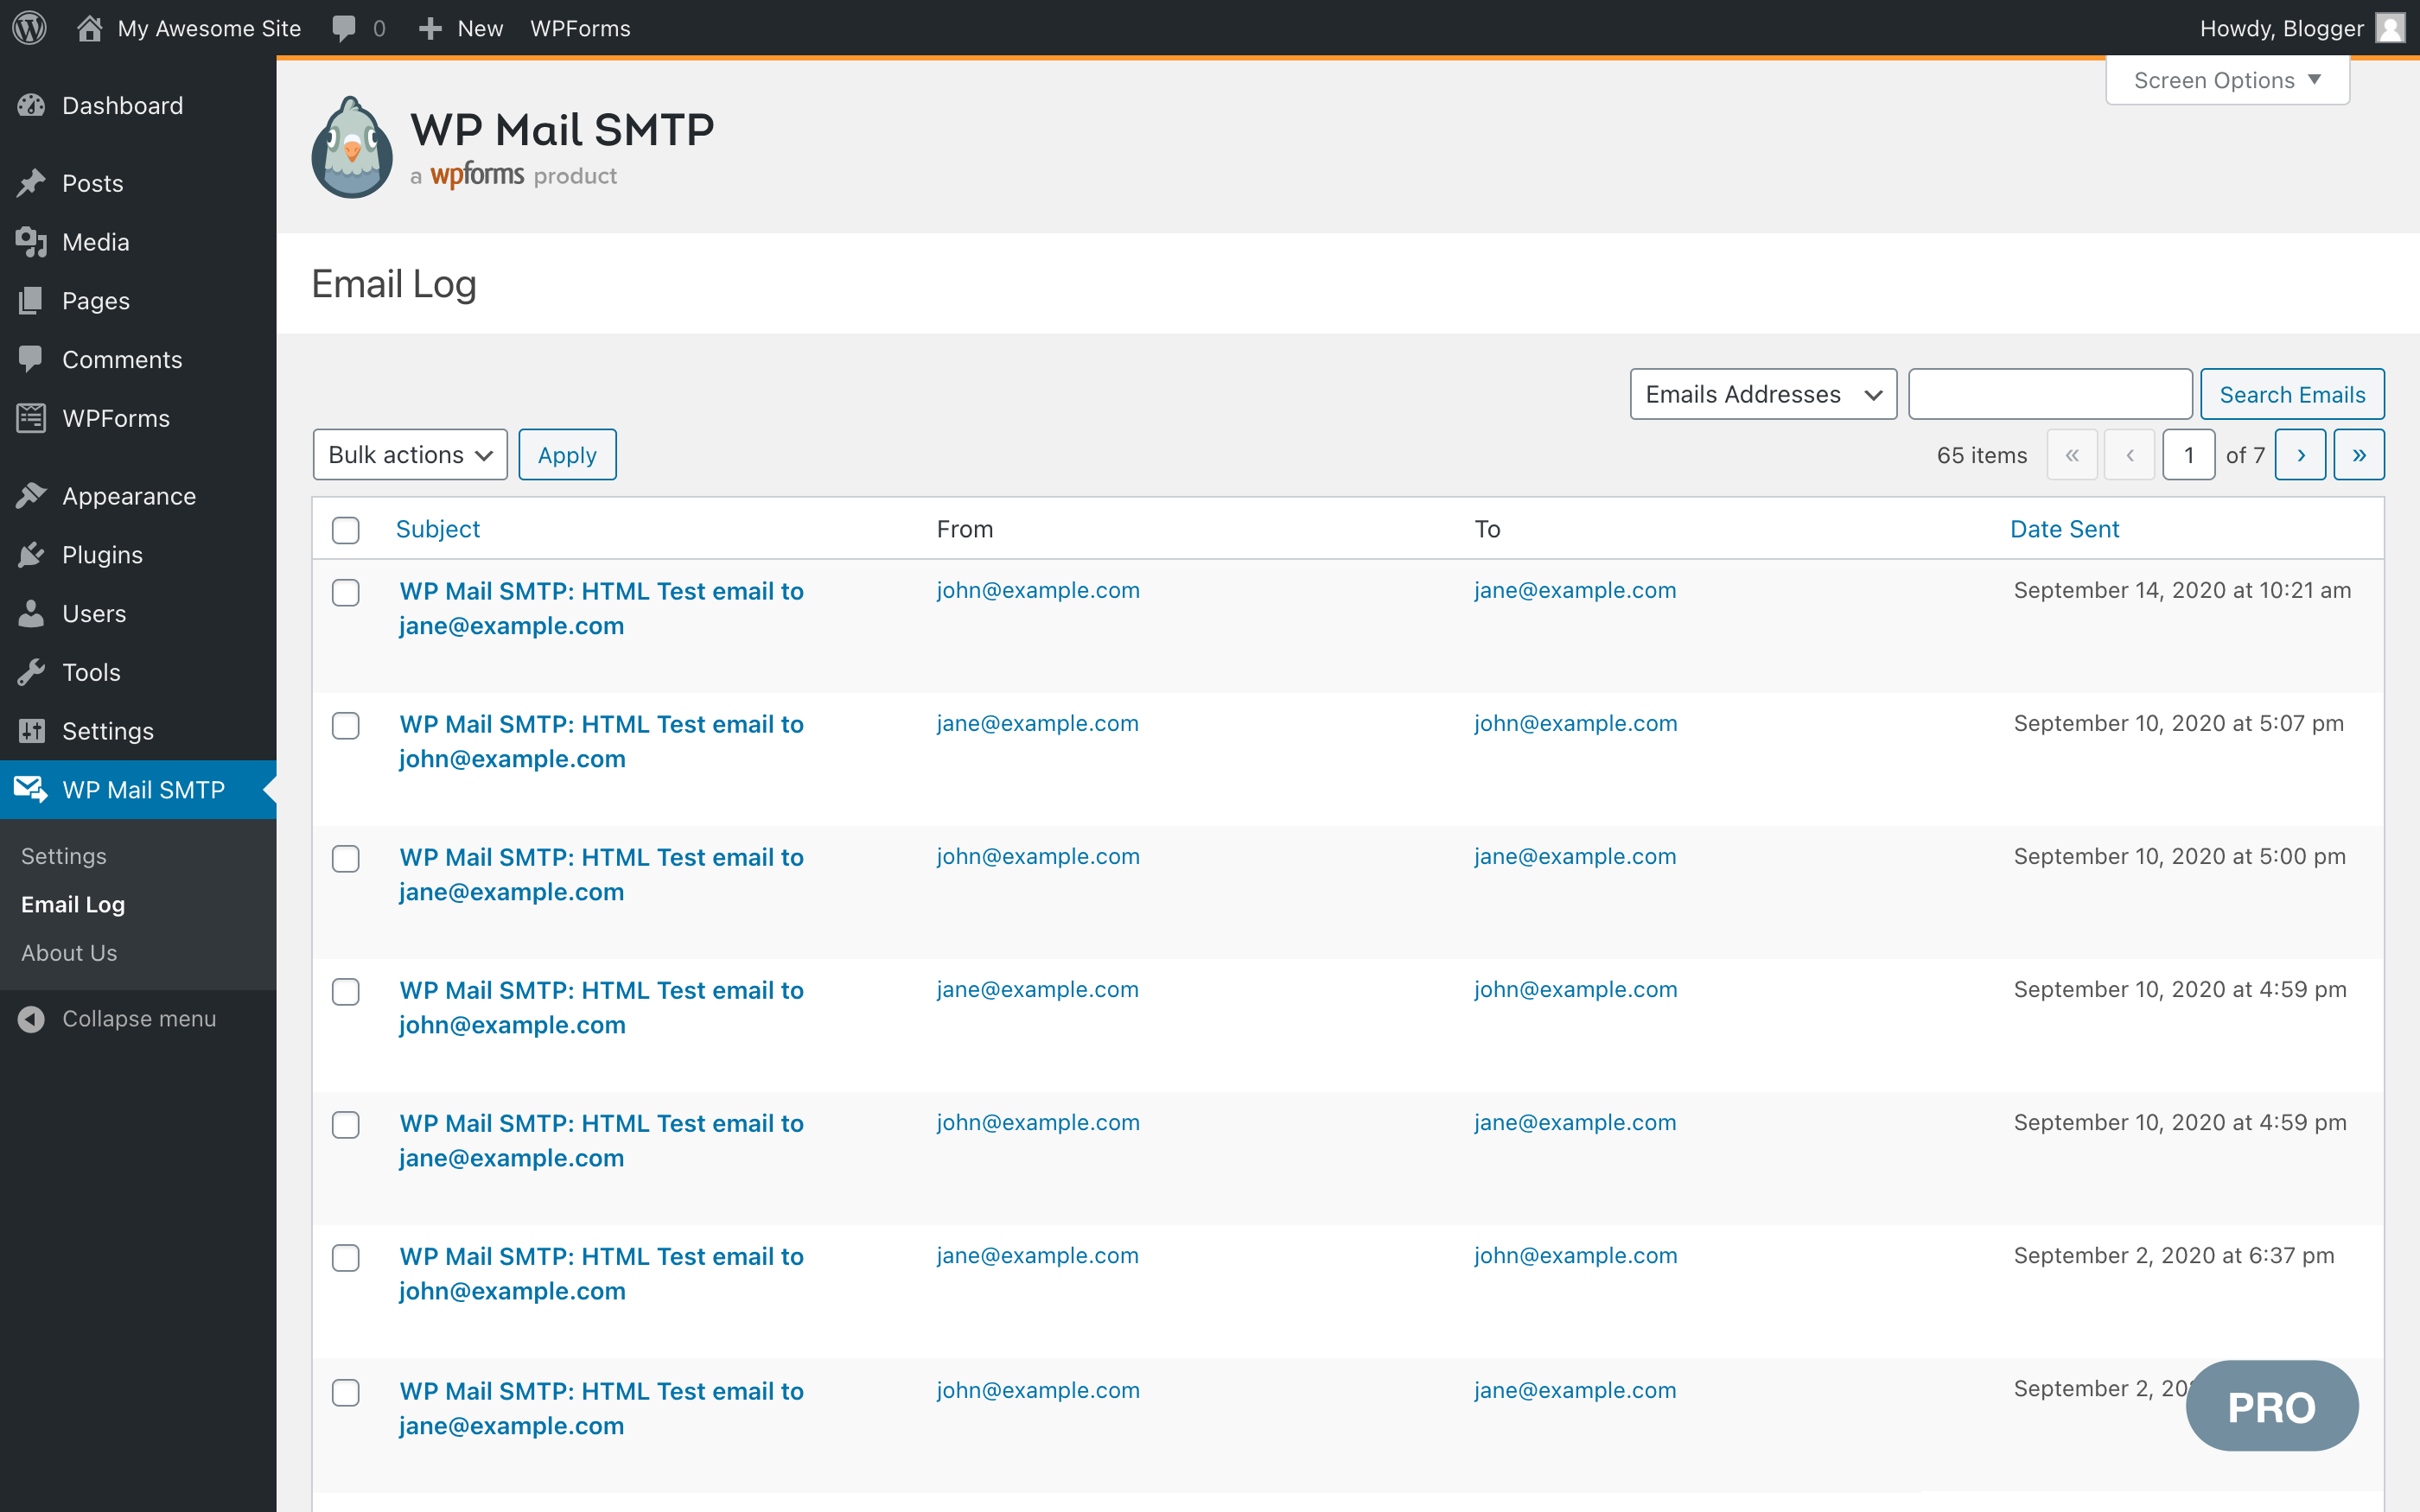 My Awesome Site 0 New WPForms Howdy, Blogger
Screen Options ▼
Dashboard
Posts
Media
Pages
Comments
WPForms
Appearance
Plugins
Users
Tools
Settings
WP Mail SMTP
Settings
Email Log
About Us
Collapse menu
WP Mail SMTP
a wpforms product
Email Log
Emails Addresses Search Emails
Bulk actions Apply 65 items « ‹ 1 of 7 › »
Subject From To Date Sent
WP Mail SMTP: HTML Test email to john@example.com jane@example.com September 14, 2020 at 10:21 am
jane@example.com
WP Mail SMTP: HTML Test email to jane@example.com john@example.com September 10, 2020 at 5:07 pm
john@example.com
WP Mail SMTP: HTML Test email to john@example.com jane@example.com September 10, 2020 at 5:00 pm
jane@example.com
WP Mail SMTP: HTML Test email to jane@example.com john@example.com September 10, 2020 at 4:59 pm
john@example.com
WP Mail SMTP: HTML Test email to john@example.com jane@example.com September 10, 2020 at 4:59 pm
jane@example.com
WP Mail SMTP: HTML Test email to jane@example.com john@example.com September 2, 2020 at 6:37 pm
john@example.com
WP Mail SMTP: HTML Test email to john@example.com jane@example.com September 2,
jane@example.com
PRO